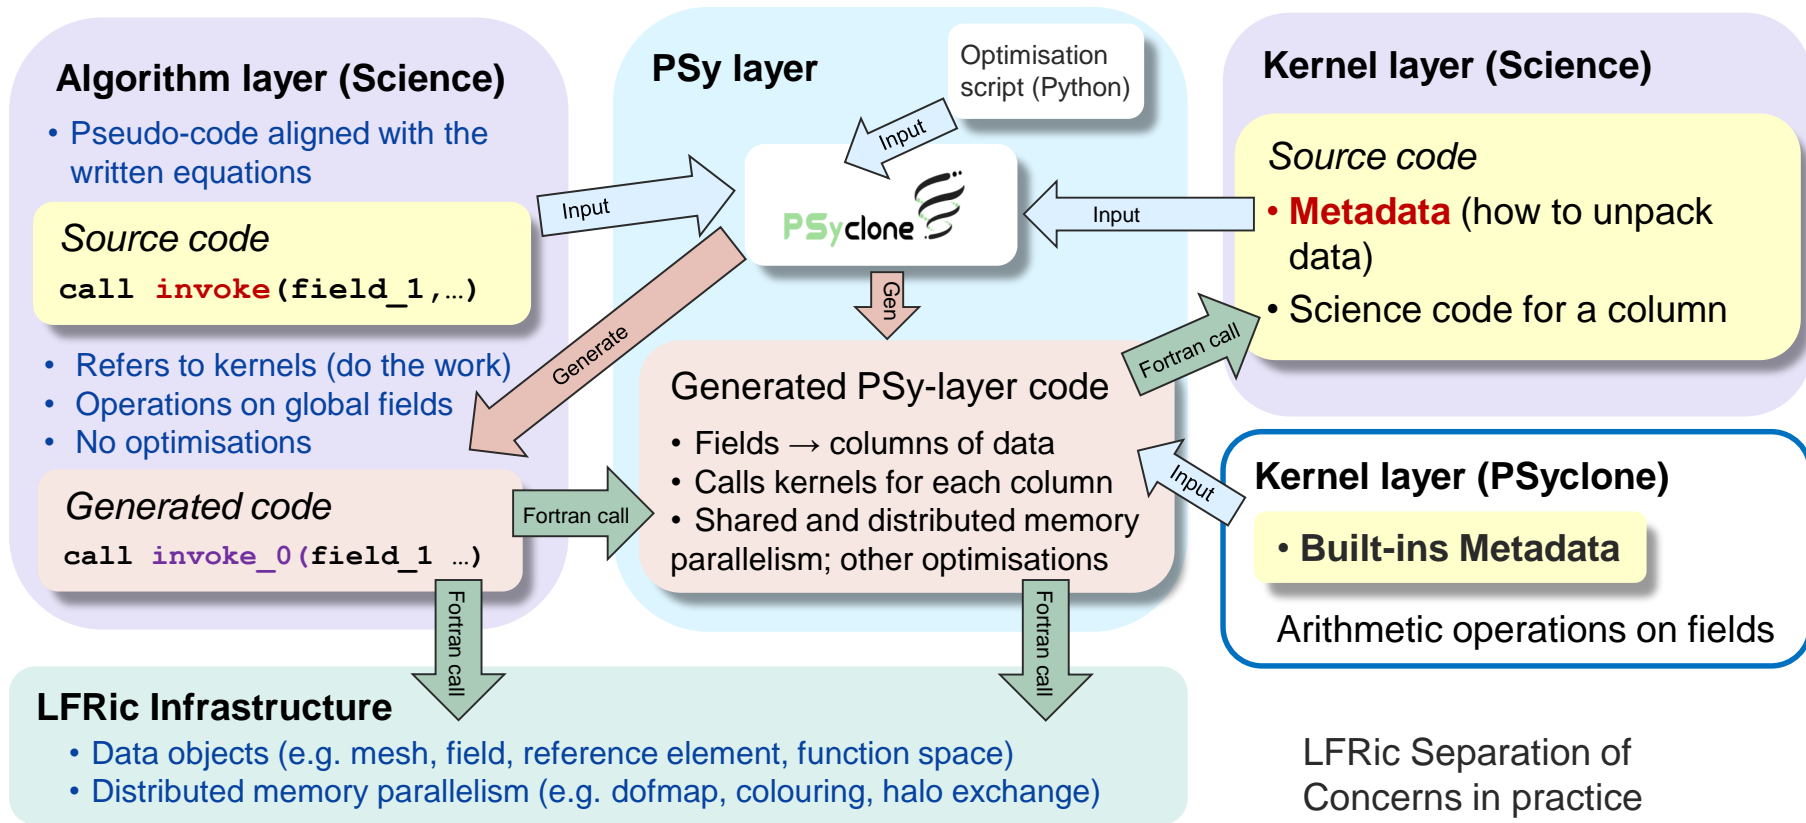 Algorithm layer (Science)
• Pseudo-code aligned with the
written equations
Source code
call invoke(field_1,…)
• Refers to kernels (do the work)
• Operations on global fields
• No optimisations
Generated code
call invoke_0(field_1 …)
Input
Generate
Fortran call
Fortran call
PSy layer
Optimisation
script (Python)
Input
PSyclone
Gen
Generated PSy-layer code
• Fields → columns of data
• Calls kernels for each column
• Shared and distributed memory
parallelism; other optimisations
Fortran call
Fortran call
Input
Input
Kernel layer (Science)
Source code
• Metadata (how to unpack
data)
• Science code for a column
Kernel layer (PSyclone)
• Built-ins Metadata
Arithmetic operations on fields
LFRic Infrastructure
• Data objects (e.g. mesh, field, reference element, function space)
• Distributed memory parallelism (e.g. dofmap, colouring, halo exchange)
LFRic Separation of
Concerns in practice